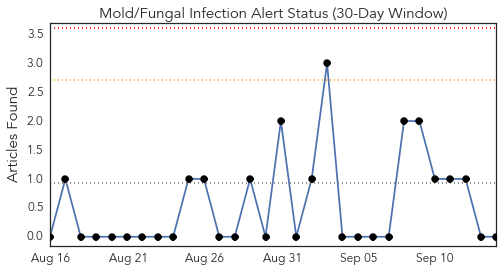 Mold/Fungal Infection Alert Status (30-Day Window)
Articles Found
3.5
3.0
2.5
2.0
1.5
1.0
0.5
0.0
Aug 16 Aug 21 Aug 26 Aug 31 Sep 05 Sep 10